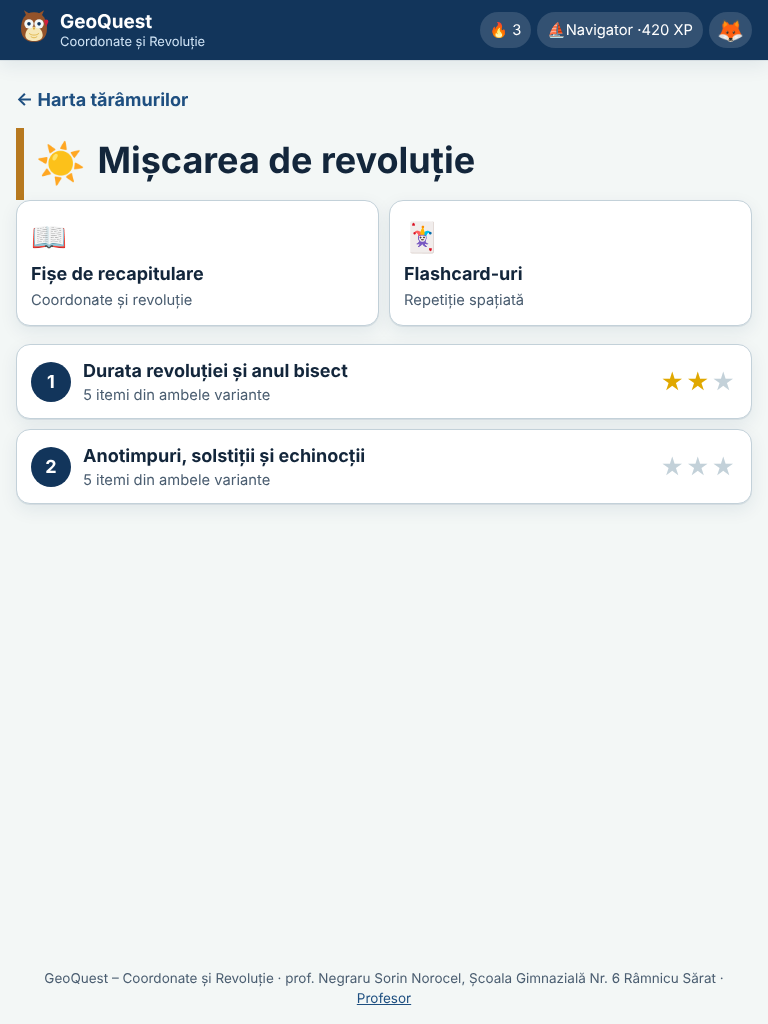 GeoQuest
Coordonate și Revoluție
🔥 3
⛵Navigator ·420 XP
← Harta tărâmurilor
Mișcarea de revoluție
Fișe de recapitulare
Coordonate și revoluție
Flashcard-uri
Repetiție spațiată
1
Durata revoluției și anul bisect
5 itemi din ambele variante
★★★
2
Anotimpuri, solstiții și echinocții
5 itemi din ambele variante
★★★
GeoQuest – Coordonate și Revoluție · prof. Negraru Sorin Norocel, Școala Gimnazială Nr. 6 Râmnicu Sărat ·
Profesor